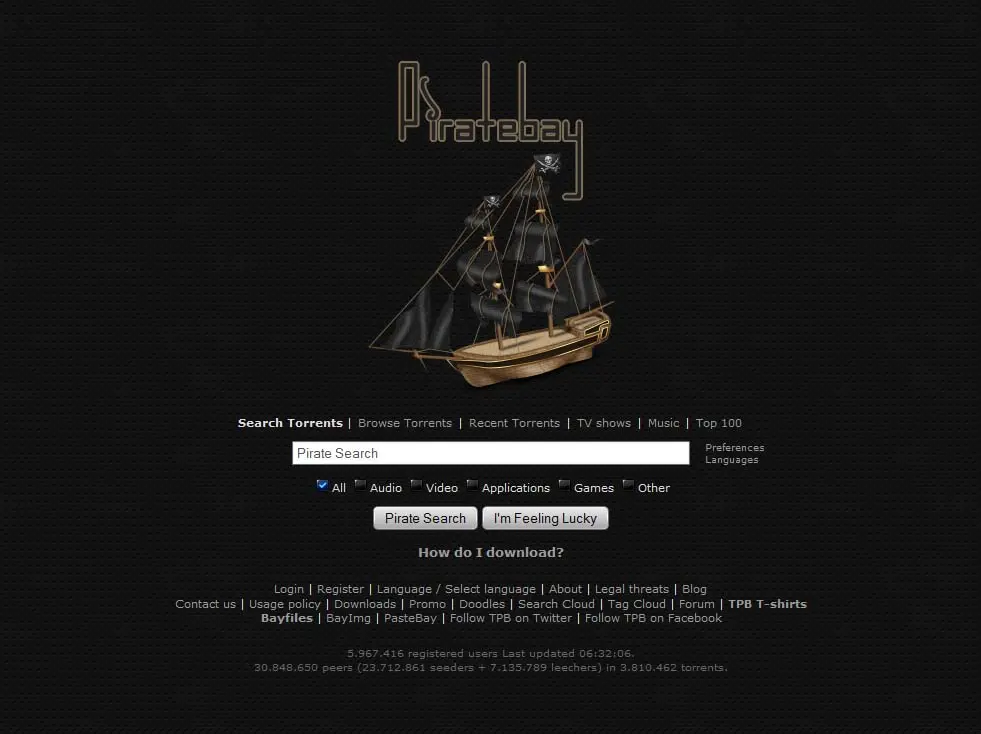 Piratebay
Search Torrents | Browse Torrents | Recent Torrents | TV shows | Music | Top 100
Pirate Search
Preferences
Languages
All Audio Video Applications Games Other
Pirate Search I'm Feeling Lucky
How do I download?
Login | Register | Language / Select language | About | Legal threats | Blog
Contact us | Usage policy | Downloads | Promo | Doodles | Search Cloud | Tag Cloud | Forum | TPB T-shirts
Bayfiles | BayImg | PasteBay | Follow TPB on Twitter | Follow TPB on Facebook
5.967.416 registered users Last updated 06:32:06.
30.848.650 peers (23.712.861 seeders + 7.135.789 leechers) in 3.810.462 torrents.